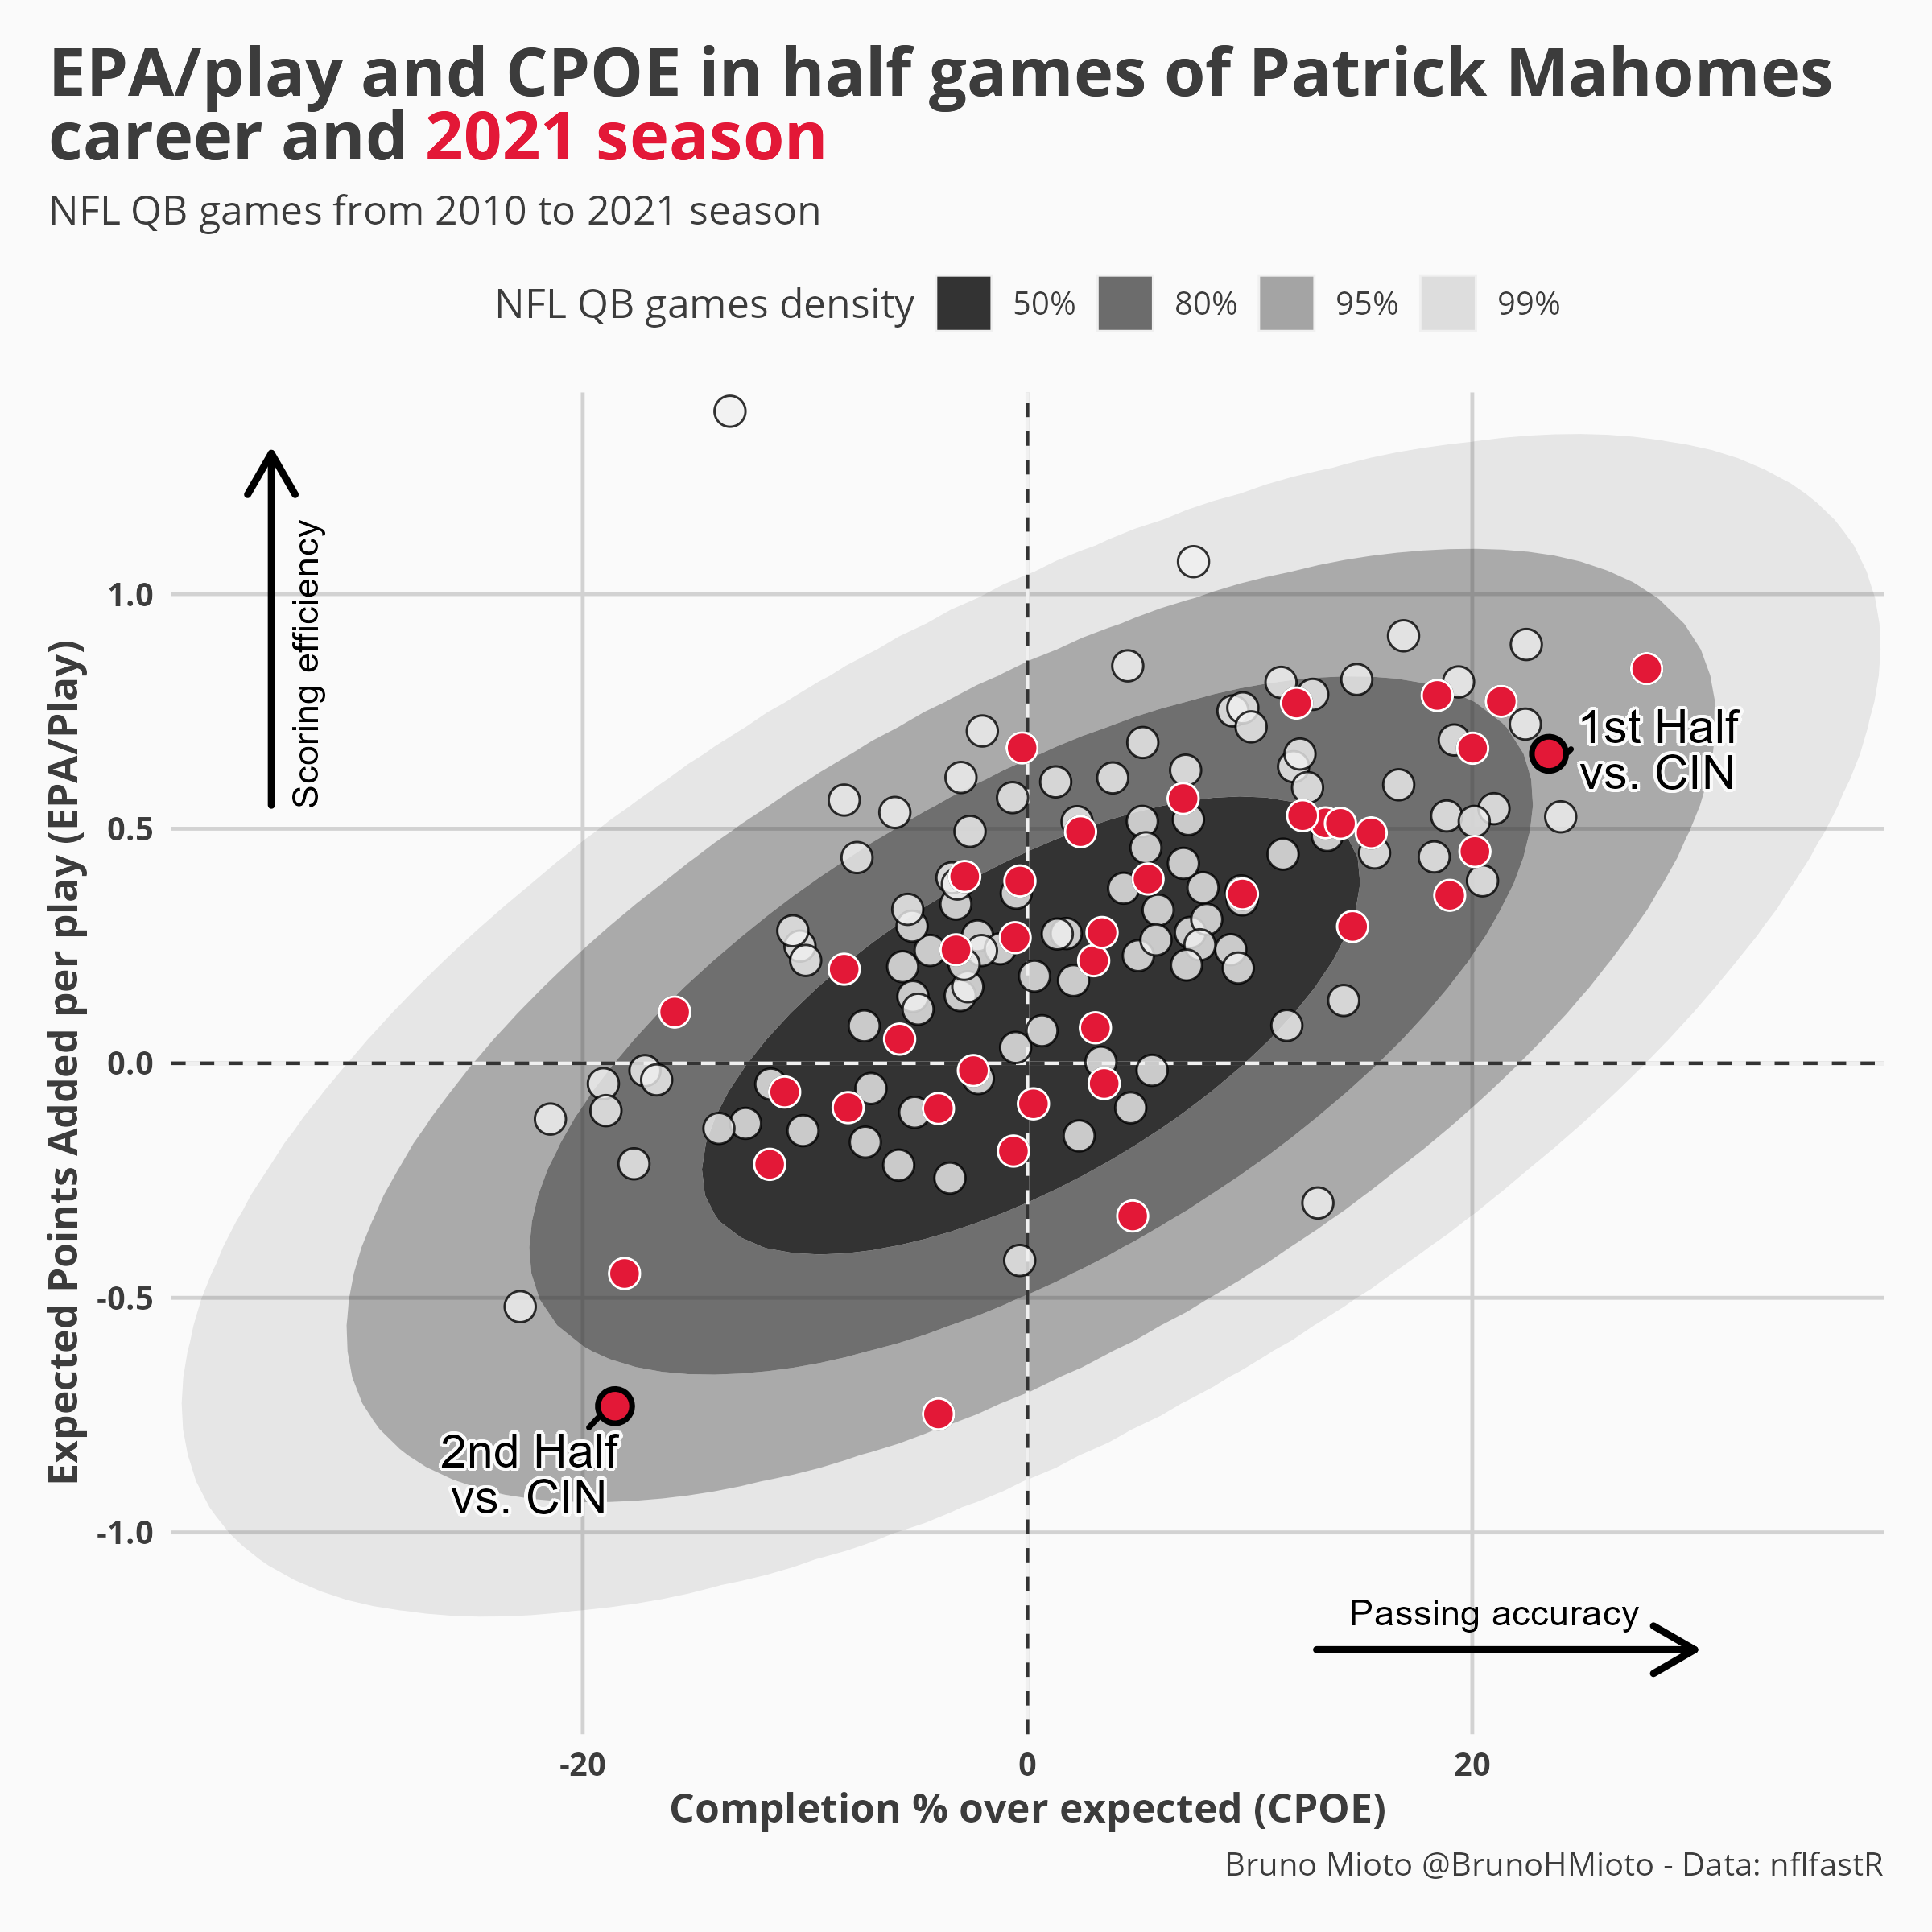 EPA/play and CPOE in half games of Patrick Mahomes
career and 2021 season
NFL QB games from 2010 to 2021 season
NFL QB games density 50% 80% 95% 99%
Scoring efficiency
1st Half
vs. CIN
Expected Points Added per play (EPA/Play)
1.0
0.5
0.0
-0.5
-1.0
2nd Half
vs. CIN
Passing accuracy
-20 0 20
Completion % over expected (CPOE)
Bruno Mioto @BrunoHMioto - Data: nflfastR